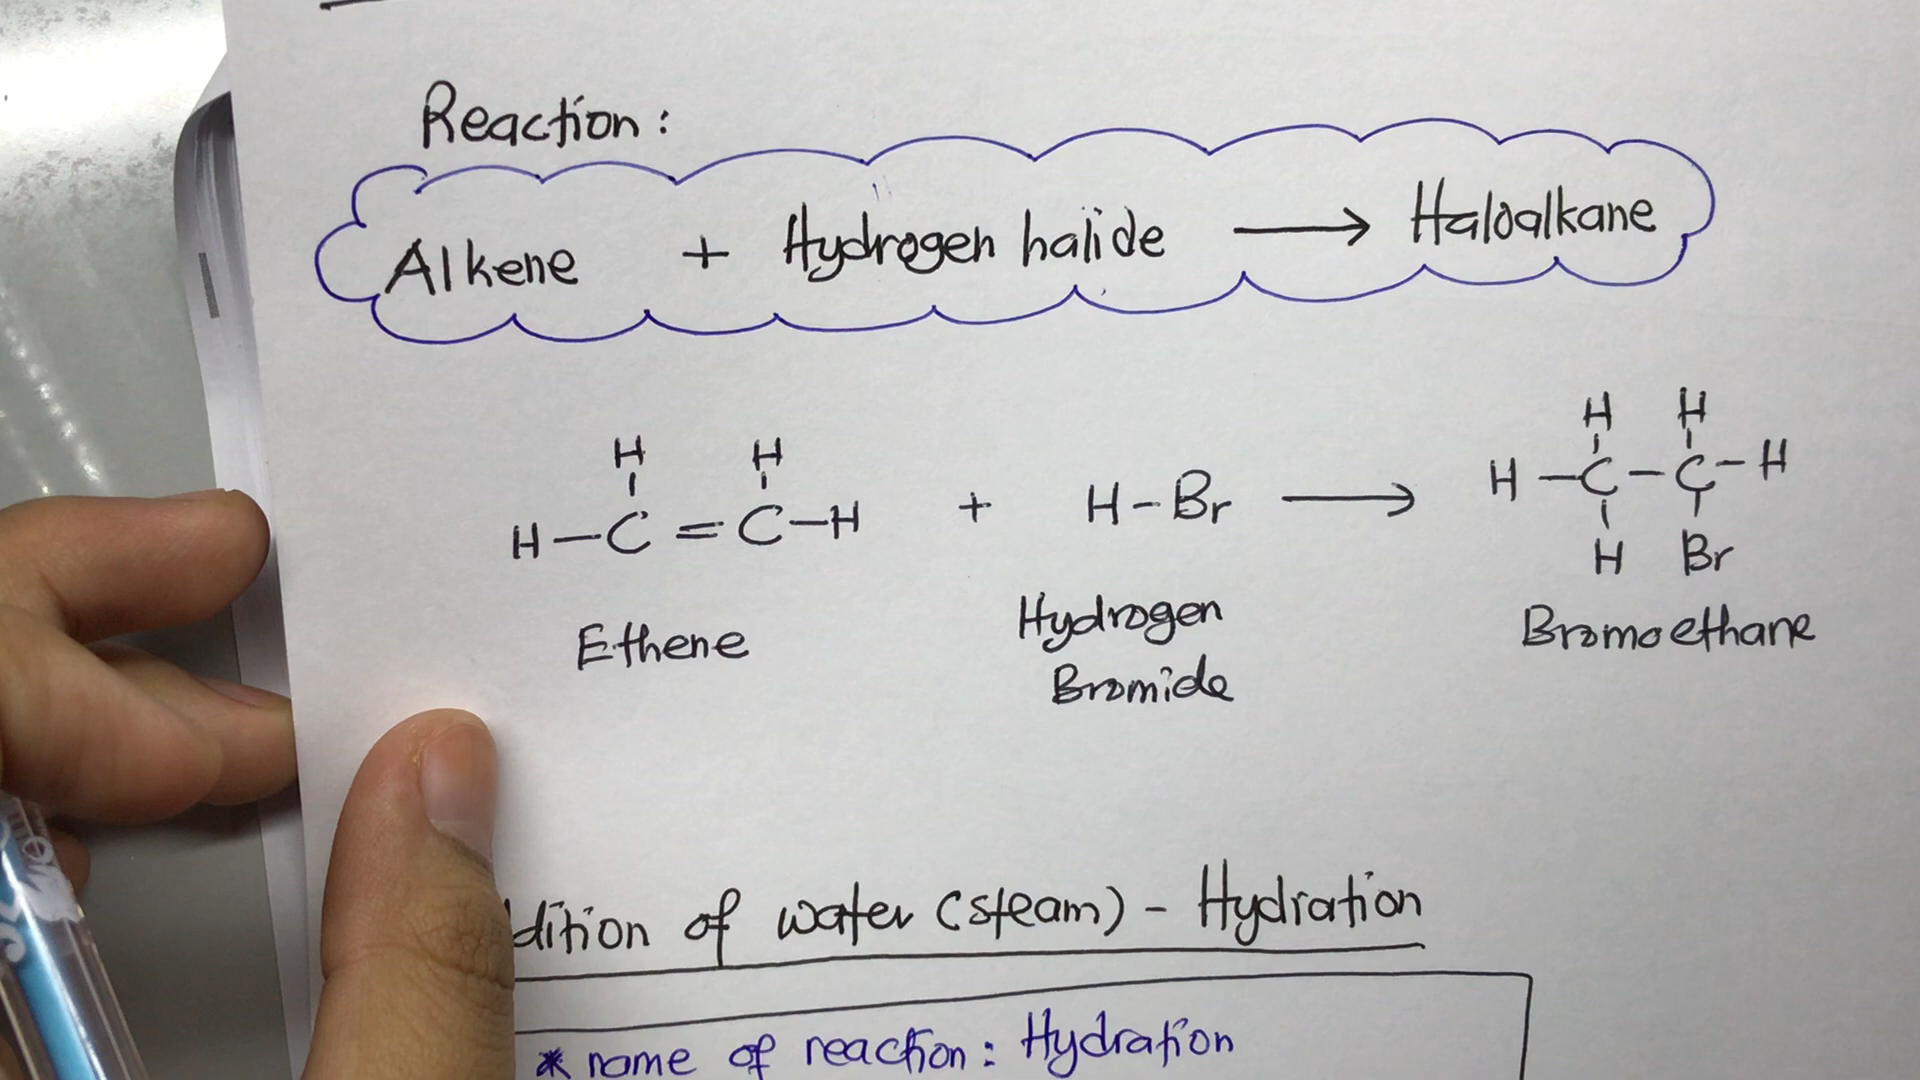 Reaction:
Alkene + Hydrogen halide ⟶ Haloalkane
H H H H
H–C=C–H + H–Br ⟶ H–C–C–H
H Br
Ethene Hydrogen Bromide Bromoethane
dition of water (steam) - Hydration
* name of reaction: Hydration